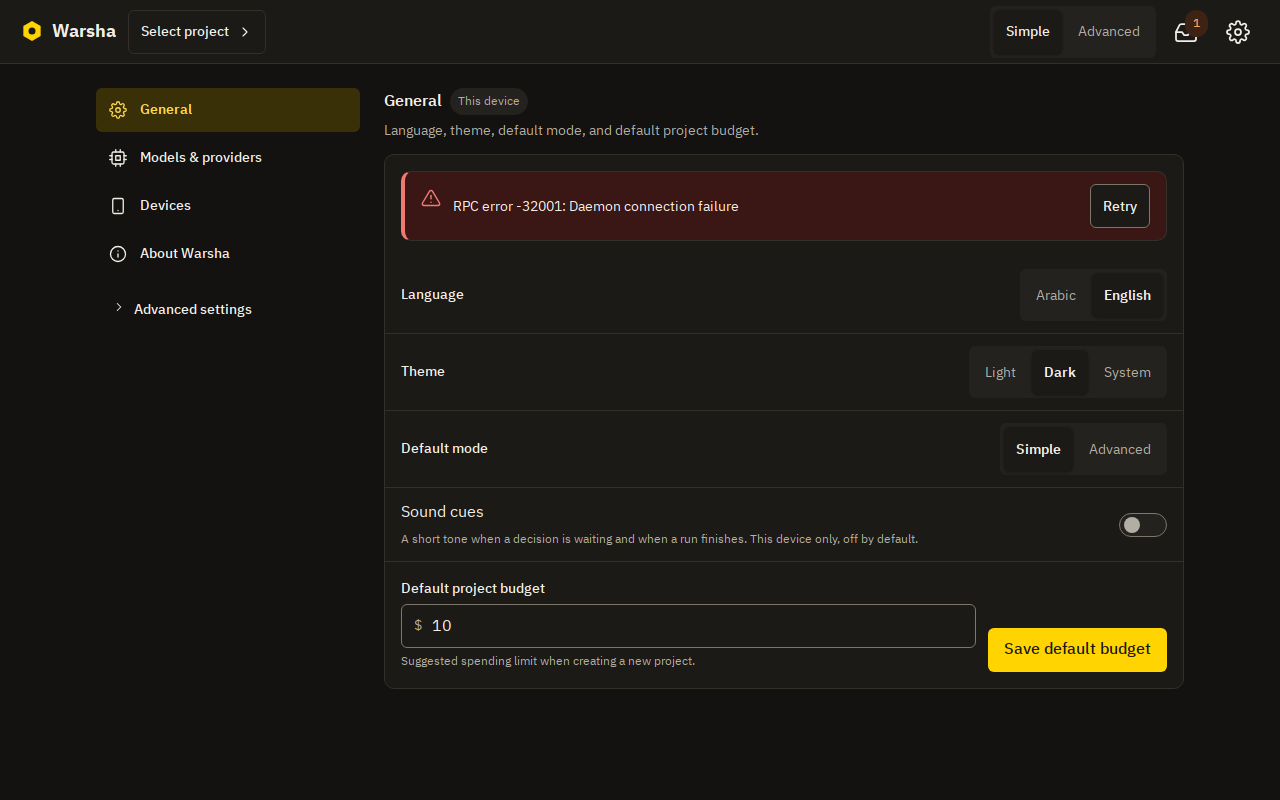 Warsha
Select project
Simple
Advanced
1
General
Models & providers
Devices
About Warsha
Advanced settings
General
This device
Language, theme, default mode, and default project budget.
RPC error -32001: Daemon connection failure
Retry
Language
Arabic
English
Theme
Light
Dark
System
Default mode
Simple
Advanced
Sound cues
A short tone when a decision is waiting and when a run finishes. This device only, off by default.
Default project budget
$ 10
Save default budget
Suggested spending limit when creating a new project.